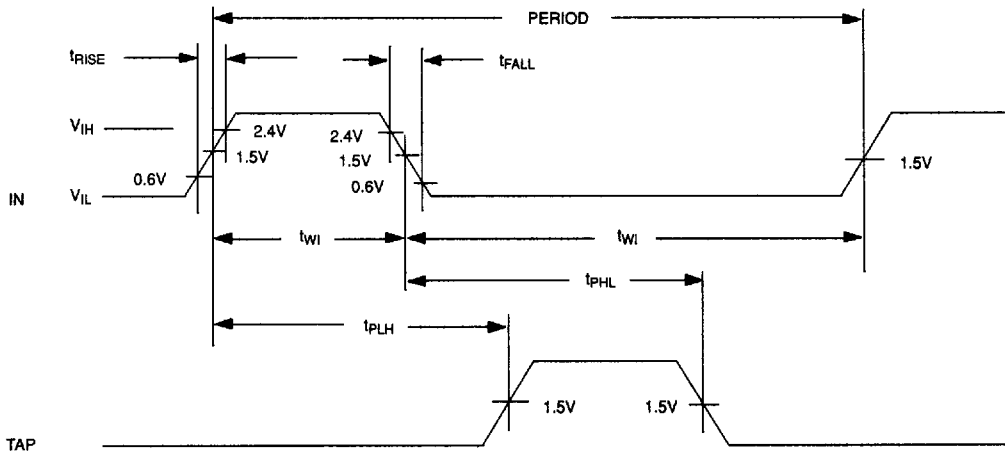 PERIOD
tRISE
tFALL
VIH
2.4V
2.4V
1.5V
1.5V
1.5V
0.6V
0.6V
IN
VIL
tWI
tWI
tPHL
tPLH
1.5V
1.5V
TAP